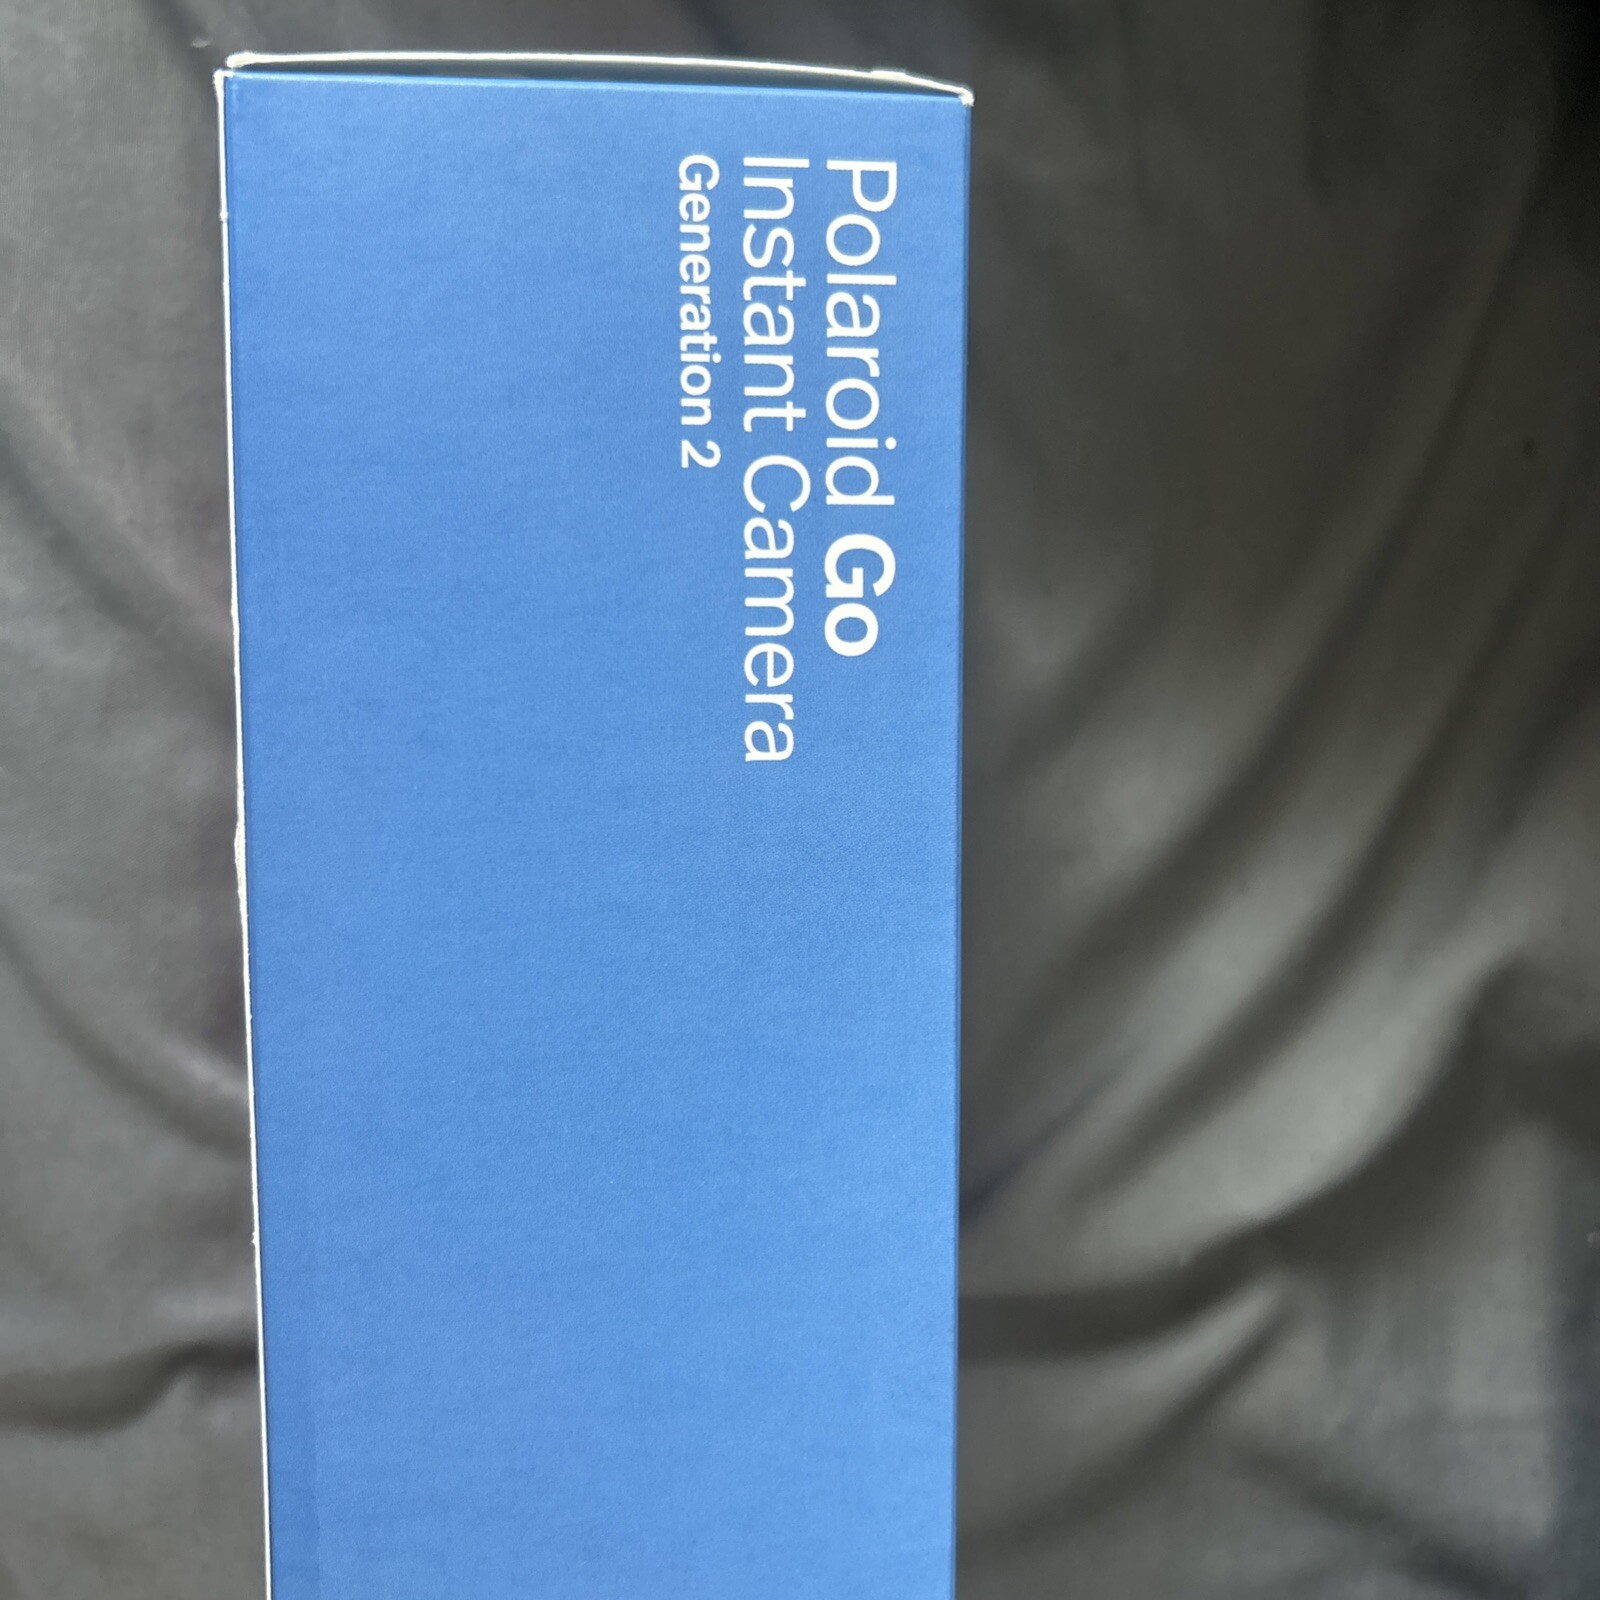 Polaroid Go
Instant Camera
Generation 2